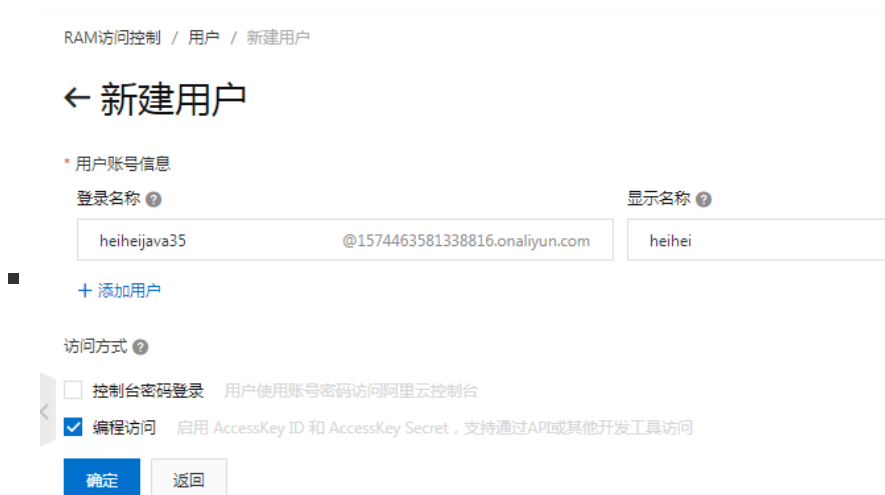 RAM访问控制 / 用户 / 新建用户
← 新建用户
* 用户账号信息
登录名称 ? 显示名称 ?
heiheijava35 @1574463581338816.onaliyun.com heihei
+ 添加用户
访问方式 ?
控制台密码登录 用户使用账号密码访问阿里云控制台
编程访问 启用 AccessKey ID 和 AccessKey Secret，支持通过API或其他开发工具访问
确定 返回